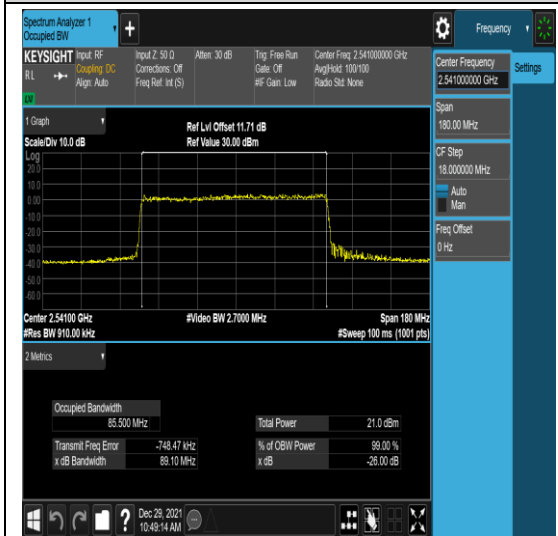 Spectrum Analyzer 1
Occupied BW
+
Frequency
KEYSIGHT
RL
Input: RF
Coupling: DC
Align: Auto
Input Z: 50 Ω
Corrections: Off
Freq Ref: Int (S)
Atten: 30 dB
Trig: Free Run
Gate: Off
#IF Gain: Low
Center Freq: 2.541000000 GHz
Avg|Hold: 100/100
Radio Std: None
Center Frequency
2.541000000 GHz
Settings
Span
180.00 MHz
CF Step
18.000000 MHz
Auto
Man
Freq Offset
0 Hz
1 Graph
Scale/Div 10.0 dB
Ref Lvl Offset 11.71 dB
Ref Value 30.00 dBm
Log
20.0
10.0
0.00
-10.0
-20.0
-30.0
-40.0
-50.0
-60.0
Center 2.54100 GHz
#Video BW 2.7000 MHz
Span 180 MHz
#Res BW 910.00 kHz
#Sweep 100 ms (1001 pts)
2 Metrics
Occupied Bandwidth
85.500 MHz
Total Power 21.0 dBm
Transmit Freq Error -748.47 kHz
% of OBW Power 99.00 %
x dB Bandwidth 89.10 MHz
x dB -26.00 dB
?
Dec 29, 2021
10:49:14 AM